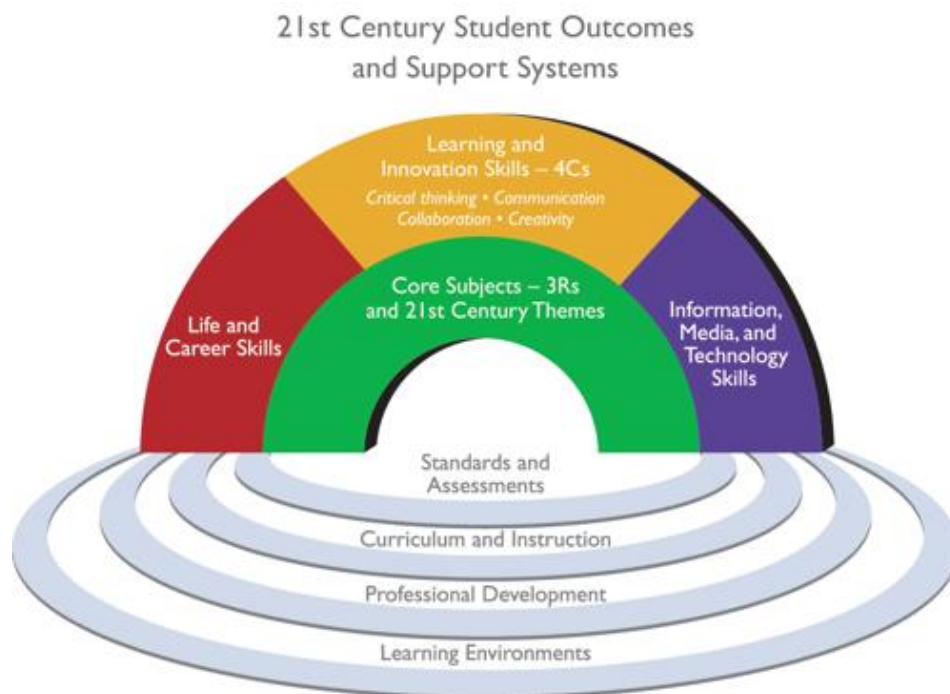 21st Century Student Outcomes
and Support Systems
Learning and
Innovation Skills – 4Cs
Critical thinking • Communication
Collaboration • Creativity
Core Subjects – 3Rs
and 21st Century Themes
Life and
Career Skills
Information,
Media, and
Technology
Skills
Standards and
Assessments
Curriculum and Instruction
Professional Development
Learning Environments